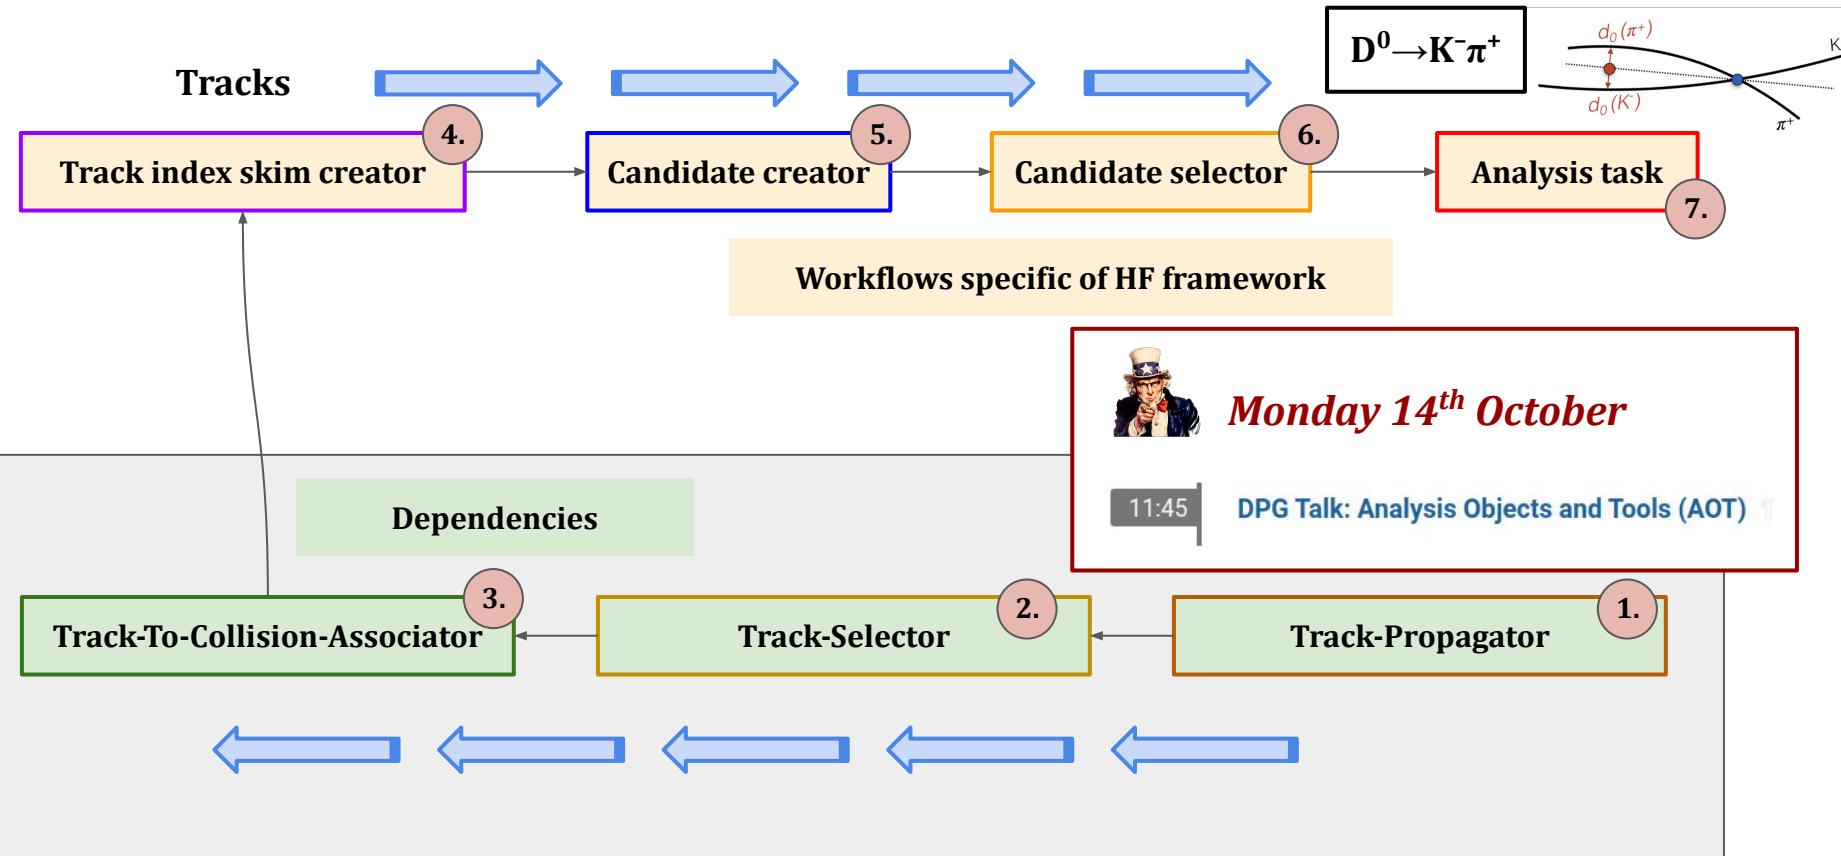 D⁰→K⁻π⁺
d₀(π⁺)
K
d₀(K⁻)
π⁺
Tracks
4.
5.
6.
Track index skim creator
Candidate creator
Candidate selector
Analysis task
7.
Workflows specific of HF framework
Monday 14th October
11:45 DPG Talk: Analysis Objects and Tools (AOT) ¶
Dependencies
3.
2.
1.
Track-To-Collision-Associator
Track-Selector
Track-Propagator